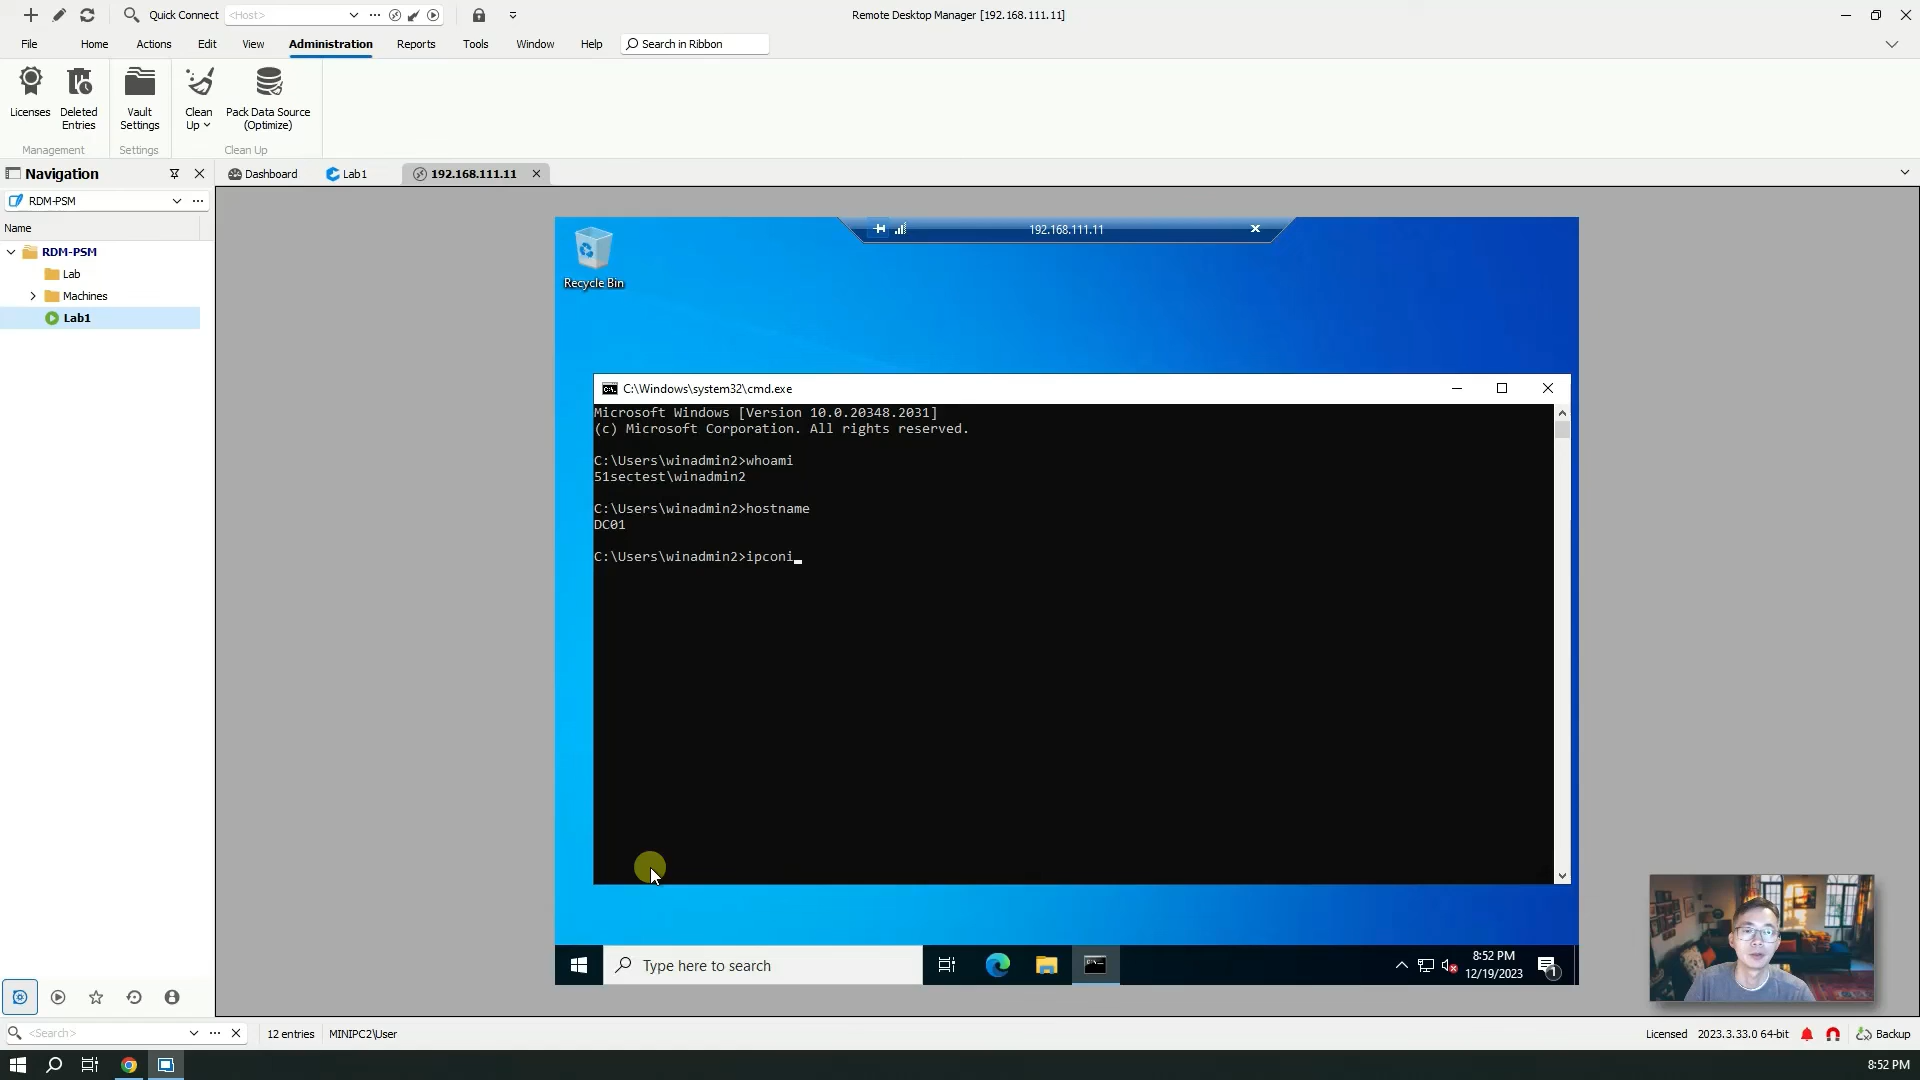 Quick Connect <Host>
Remote Desktop Manager [192.168.111.11]
File Home Actions Edit View Administration Reports Tools Window Help Search in Ribbon
Licenses
Deleted
Entries
Vault
Settings
Clean
Up
Pack Data Source
(Optimize)
Management Settings Clean Up
Navigation
Dashboard Lab1 192.168.111.11
RDM-PSM
Name
RDM-PSM
Lab
Machines
Lab1
192.168.111.11
Recycle Bin
C:\Windows\system32\cmd.exe
Microsoft Windows [Version 10.0.20348.2031]
(c) Microsoft Corporation. All rights reserved.
C:\Users\winadmin2>whoami
51sectest\winadmin2
C:\Users\winadmin2>hostname
DC01
C:\Users\winadmin2>ipconi
Type here to search
8:52 PM
12/19/2023
1
<Search> 12 entries MINIPC2\User Licensed 2023.3.33.0 64-bit Backup
8:52 PM